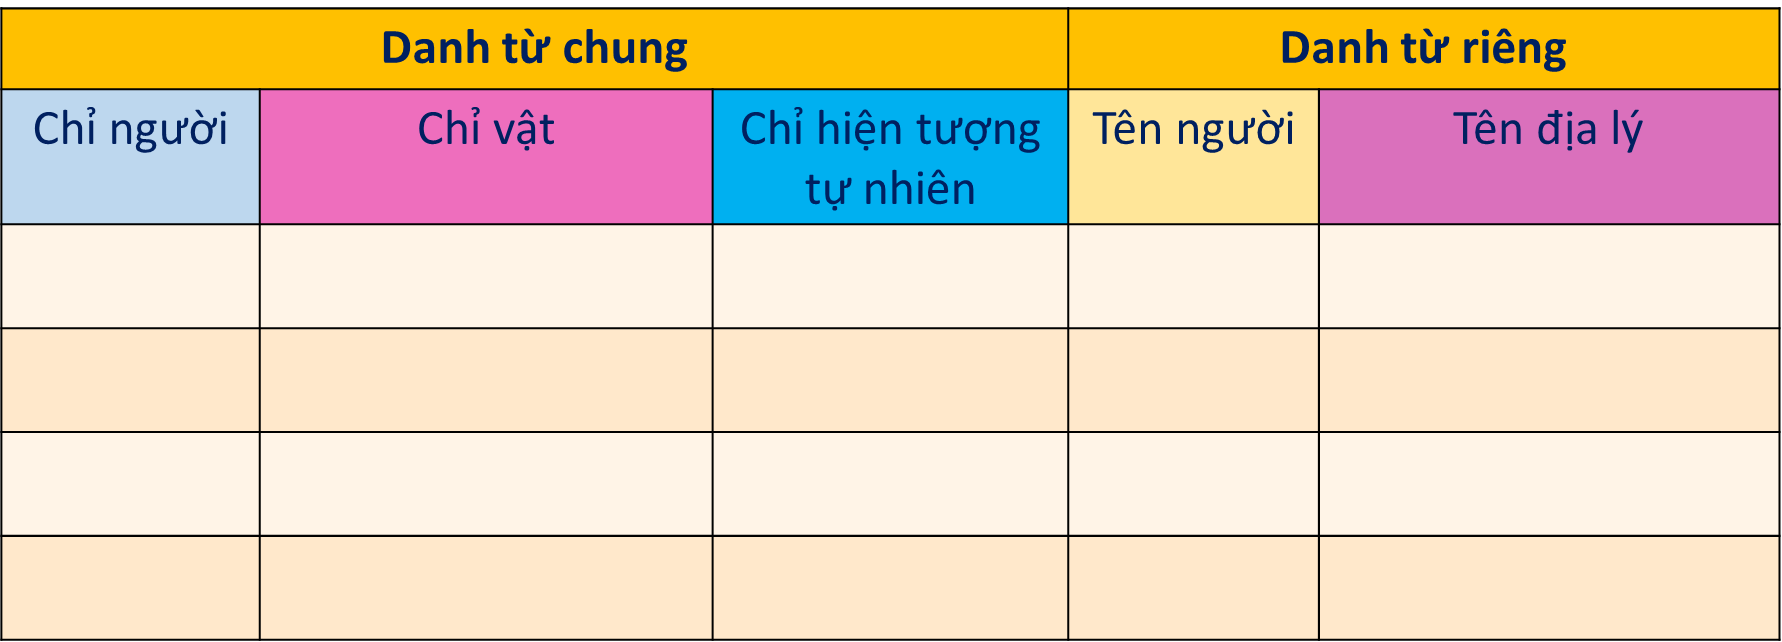 Danh từ chung
Danh từ riêng
Chỉ người
Chỉ vật
Chỉ hiện tượng
tự nhiên
Tên người
Tên địa lý